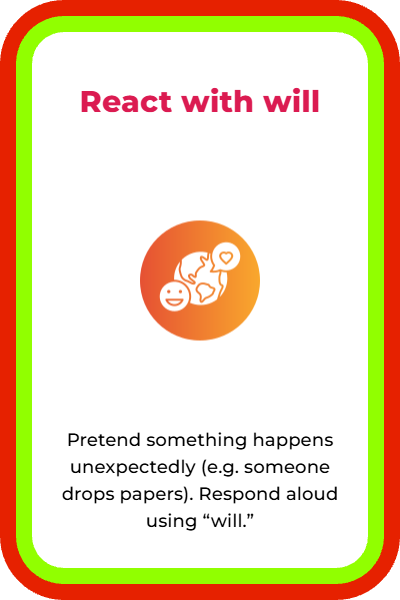 React with will
Pretend something happens
unexpectedly (e.g. someone
drops papers). Respond aloud
using “will.”